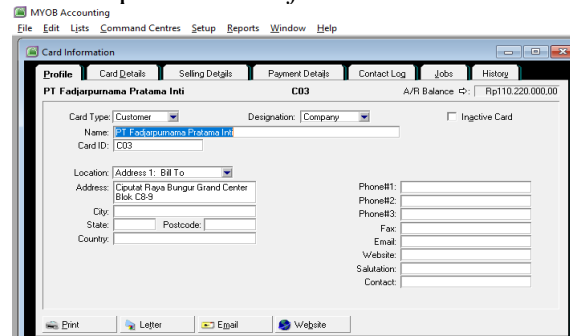 MYOB Accounting
File Edit Lists Command Centres Setup Reports Window Help
Card Information
Profile Card Details Selling Details Payment Details Contact Log Jobs History
PT Fadjarpurnama Pratama Inti C03 A/R Balance ⇨: Rp110.220.000,00
Card Type: Customer Designation: Company Inactive Card
Name: PT Fadjarpurnama Pratama Inti
Card ID: C03
Location: Address 1: Bill To
Address: Ciputat Raya Bungur Grand Center Phone#1:
Blok C8-9 Phone#2:
Phone#3:
City: Fax:
State: Postcode: Email:
Country: Website:
Salutation:
Contact:
Print Letter Email Website